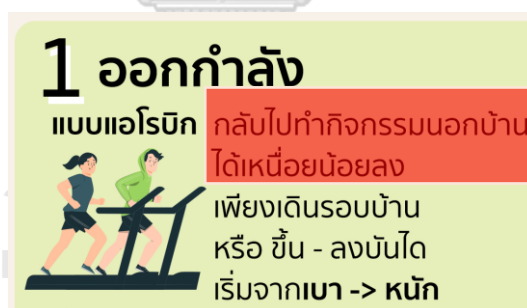 1 ออกกำลัง
แบบแอโรบิก กลับไปทำกิจกรรมนอกบ้าน
ได้เหนื่อยน้อยลง
เพียงเดินรอบบ้าน
หรือ ขึ้น - ลงบันได
เริ่มจากเบา -> หนัก